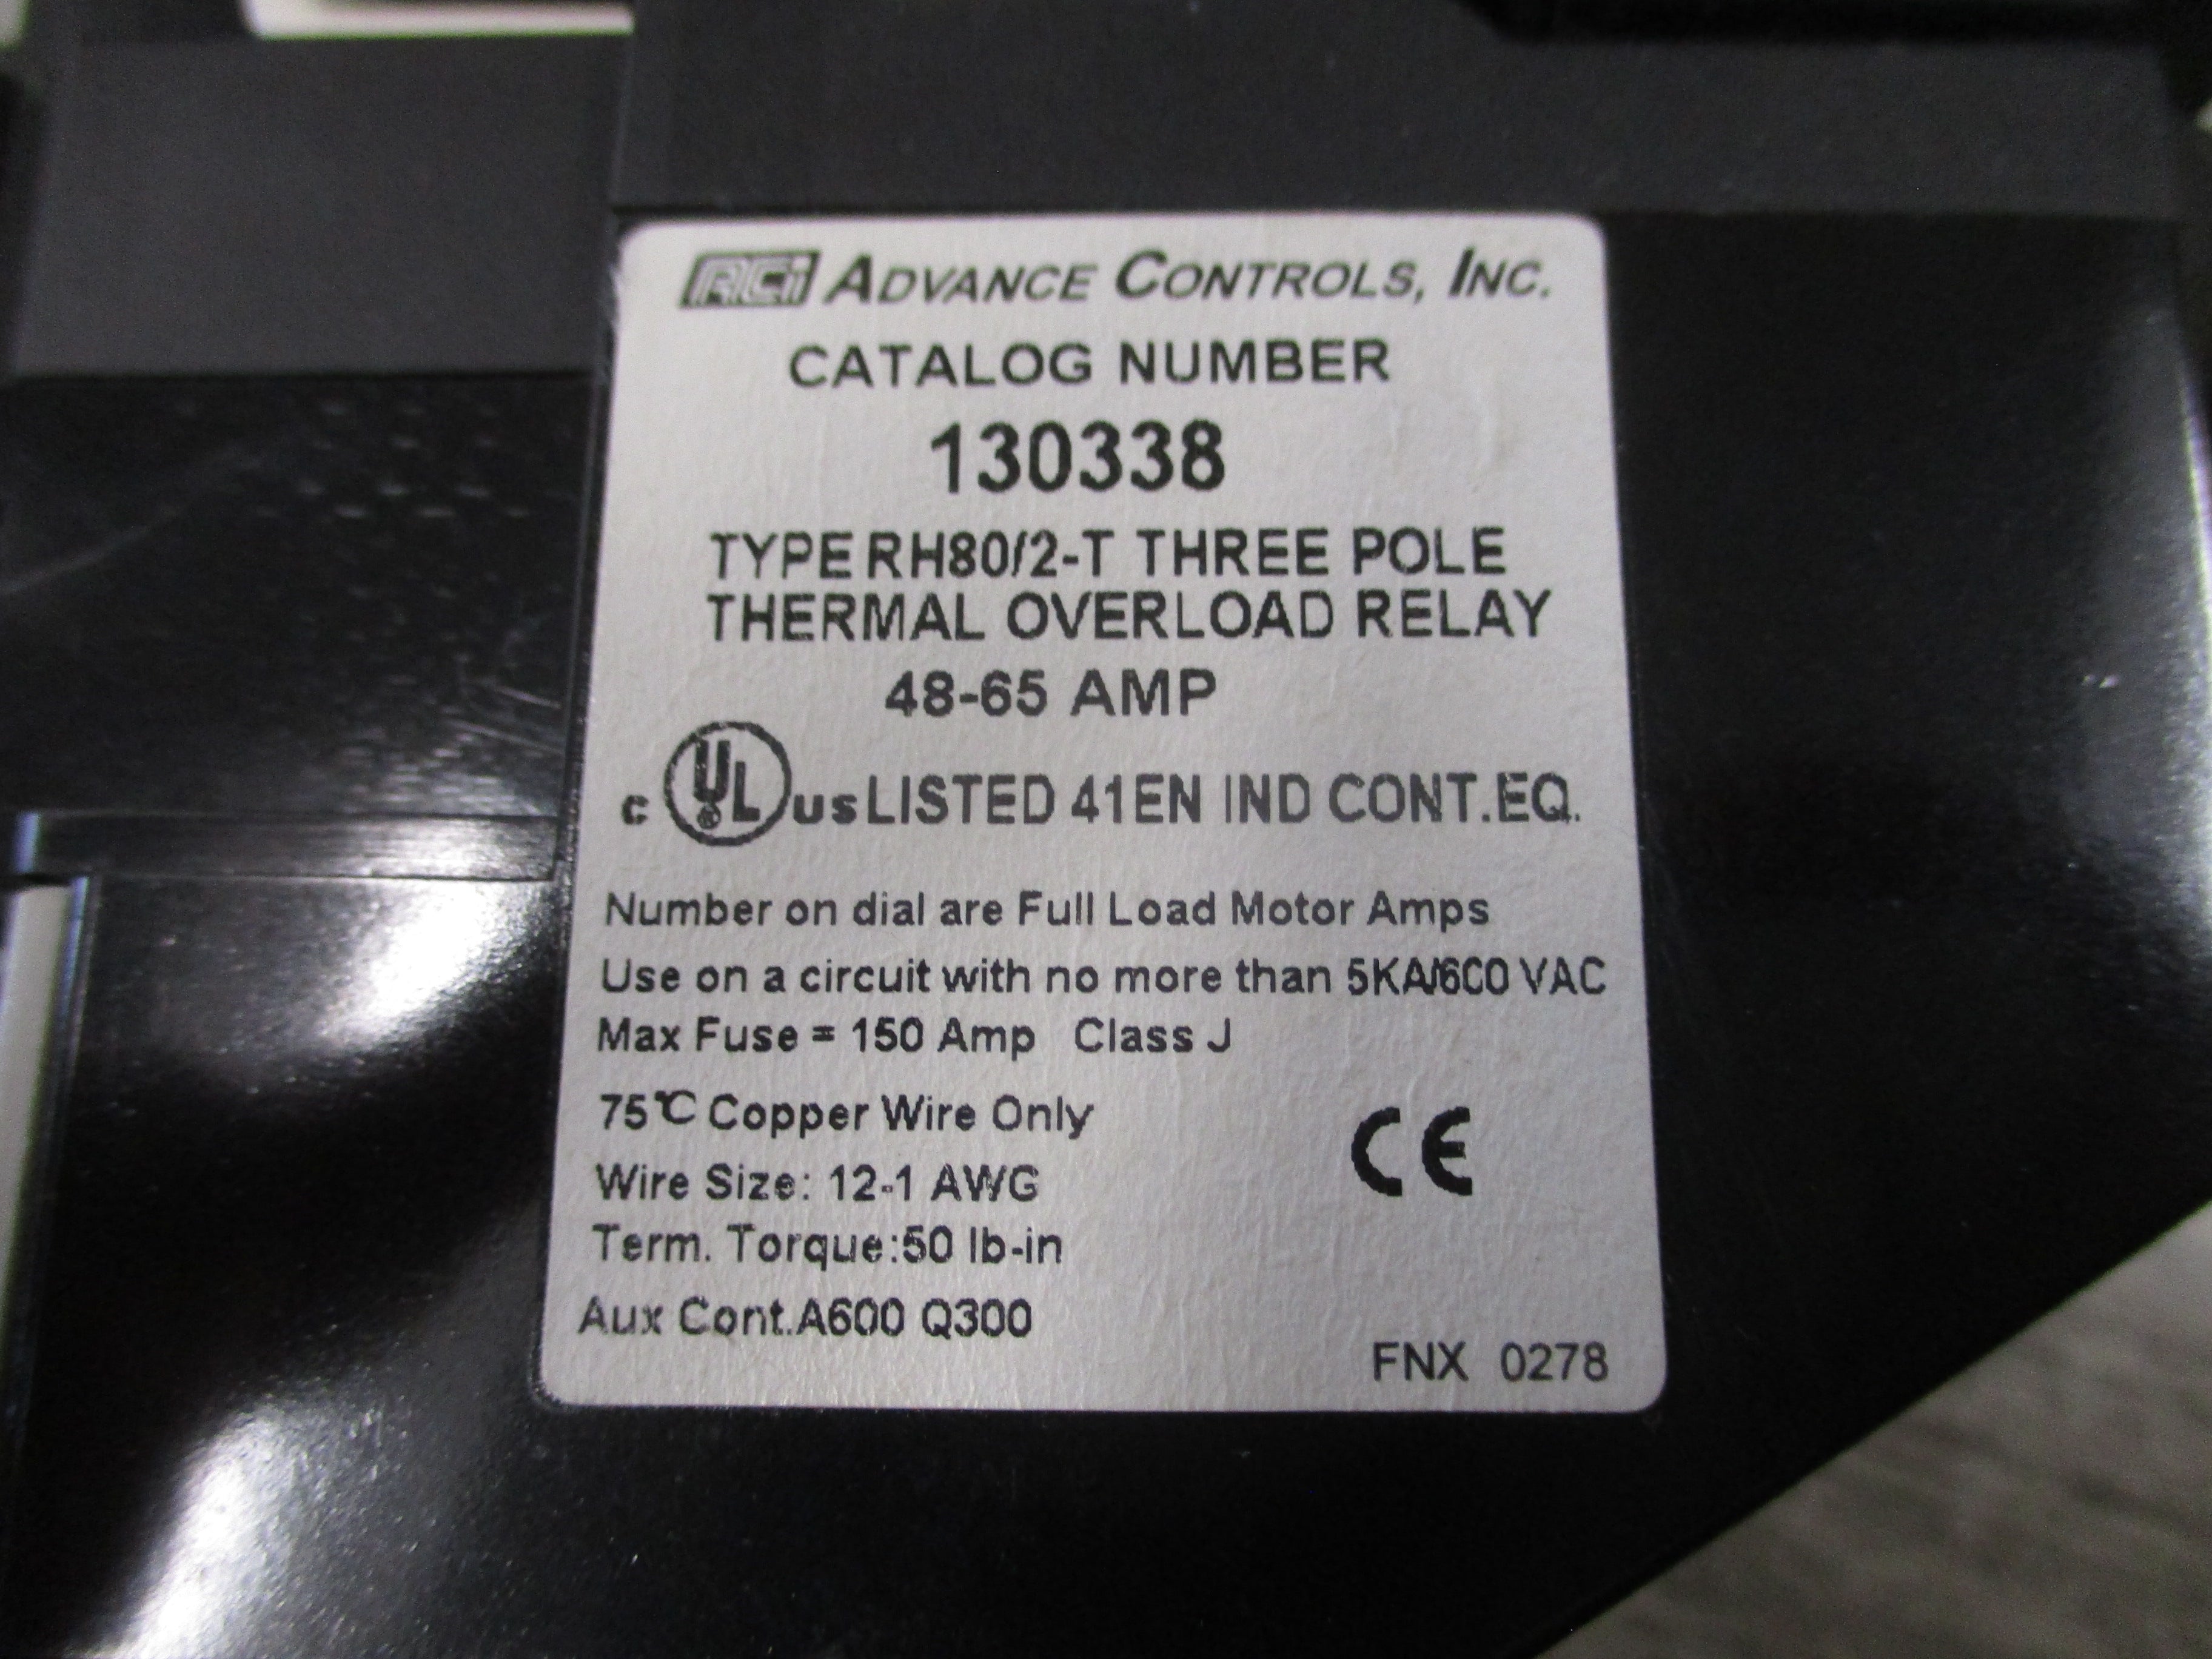 ACi ADVANCE CONTROLS, INC.
CATALOG NUMBER
130338
TYPE RH80/2-T THREE POLE
THERMAL OVERLOAD RELAY
48-65 AMP
c UL ® us LISTED 41EN IND CONT.EQ.
Number on dial are Full Load Motor Amps
Use on a circuit with no more than 5KA/600 VAC
Max Fuse = 150 Amp Class J
75℃ Copper Wire Only
CE
Wire Size: 12-1 AWG
Term. Torque:50 lb-in
Aux Cont.A600 Q300
FNX 0278